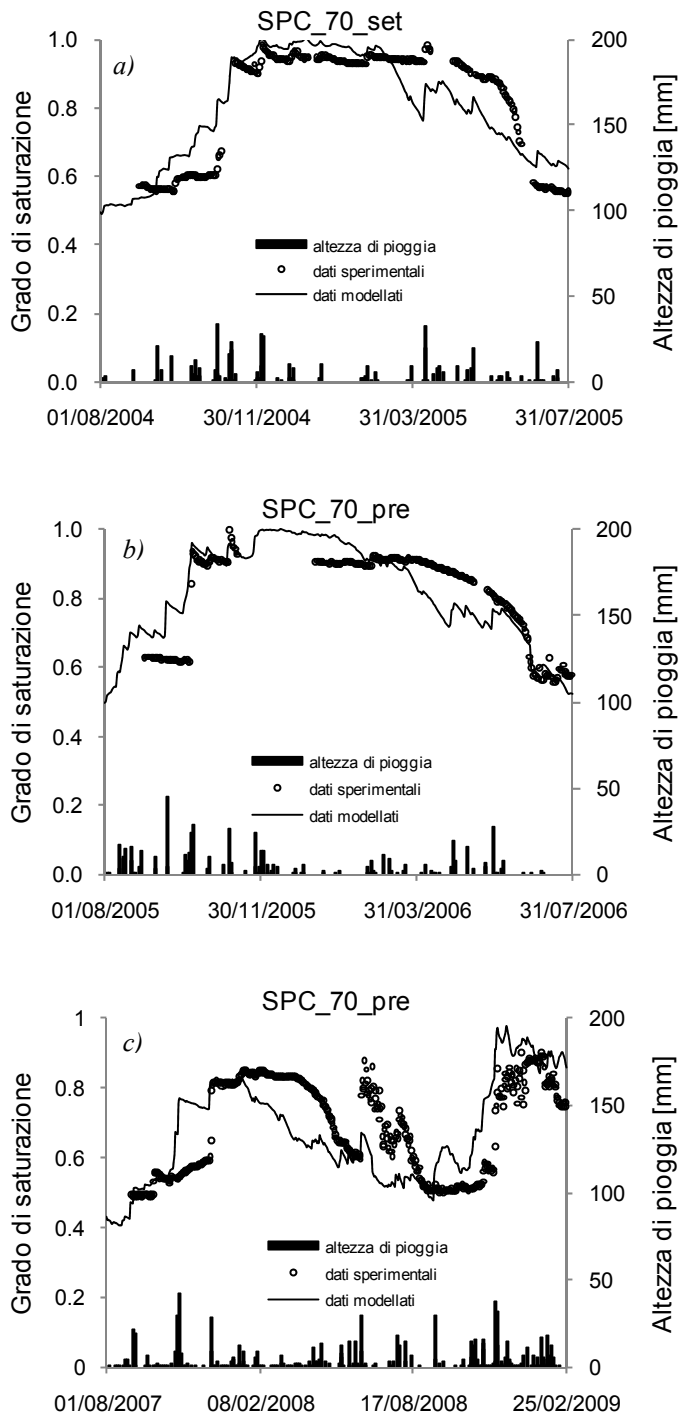 SPC_70_set
a)
Grado di saturazione
1.0
0.8
0.6
0.4
0.2
0.0
200
150
100
50
0
Altezza di pioggia [mm]
altezza di pioggia
dati sperimentali
dati modellati
01/08/2004
30/11/2004
31/03/2005
31/07/2005
SPC_70_pre
b)
Grado di saturazione
1.0
0.8
0.6
0.4
0.2
0.0
200
150
100
50
0
Altezza di pioggia [mm]
altezza di pioggia
dati sperimentali
dati modellati
01/08/2005
30/11/2005
31/03/2006
31/07/2006
SPC_70_pre
c)
Grado di saturazione
1
0.8
0.6
0.4
0.2
0
200
150
100
50
0
Altezza di pioggia [mm]
altezza di pioggia
dati sperimentali
dati modellati
01/08/2007
08/02/2008
17/08/2008
25/02/2009